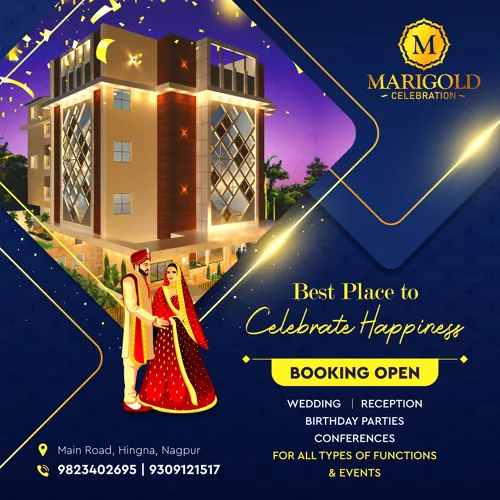 M
MARIGOLD
CELEBRATION
Best Place to
Celebrate Happiness
BOOKING OPEN
WEDDING | RECEPTION
BIRTHDAY PARTIES
CONFERENCES
FOR ALL TYPES OF FUNCTIONS
& EVENTS
Main Road, Hingna, Nagpur
9823402695 | 9309121517